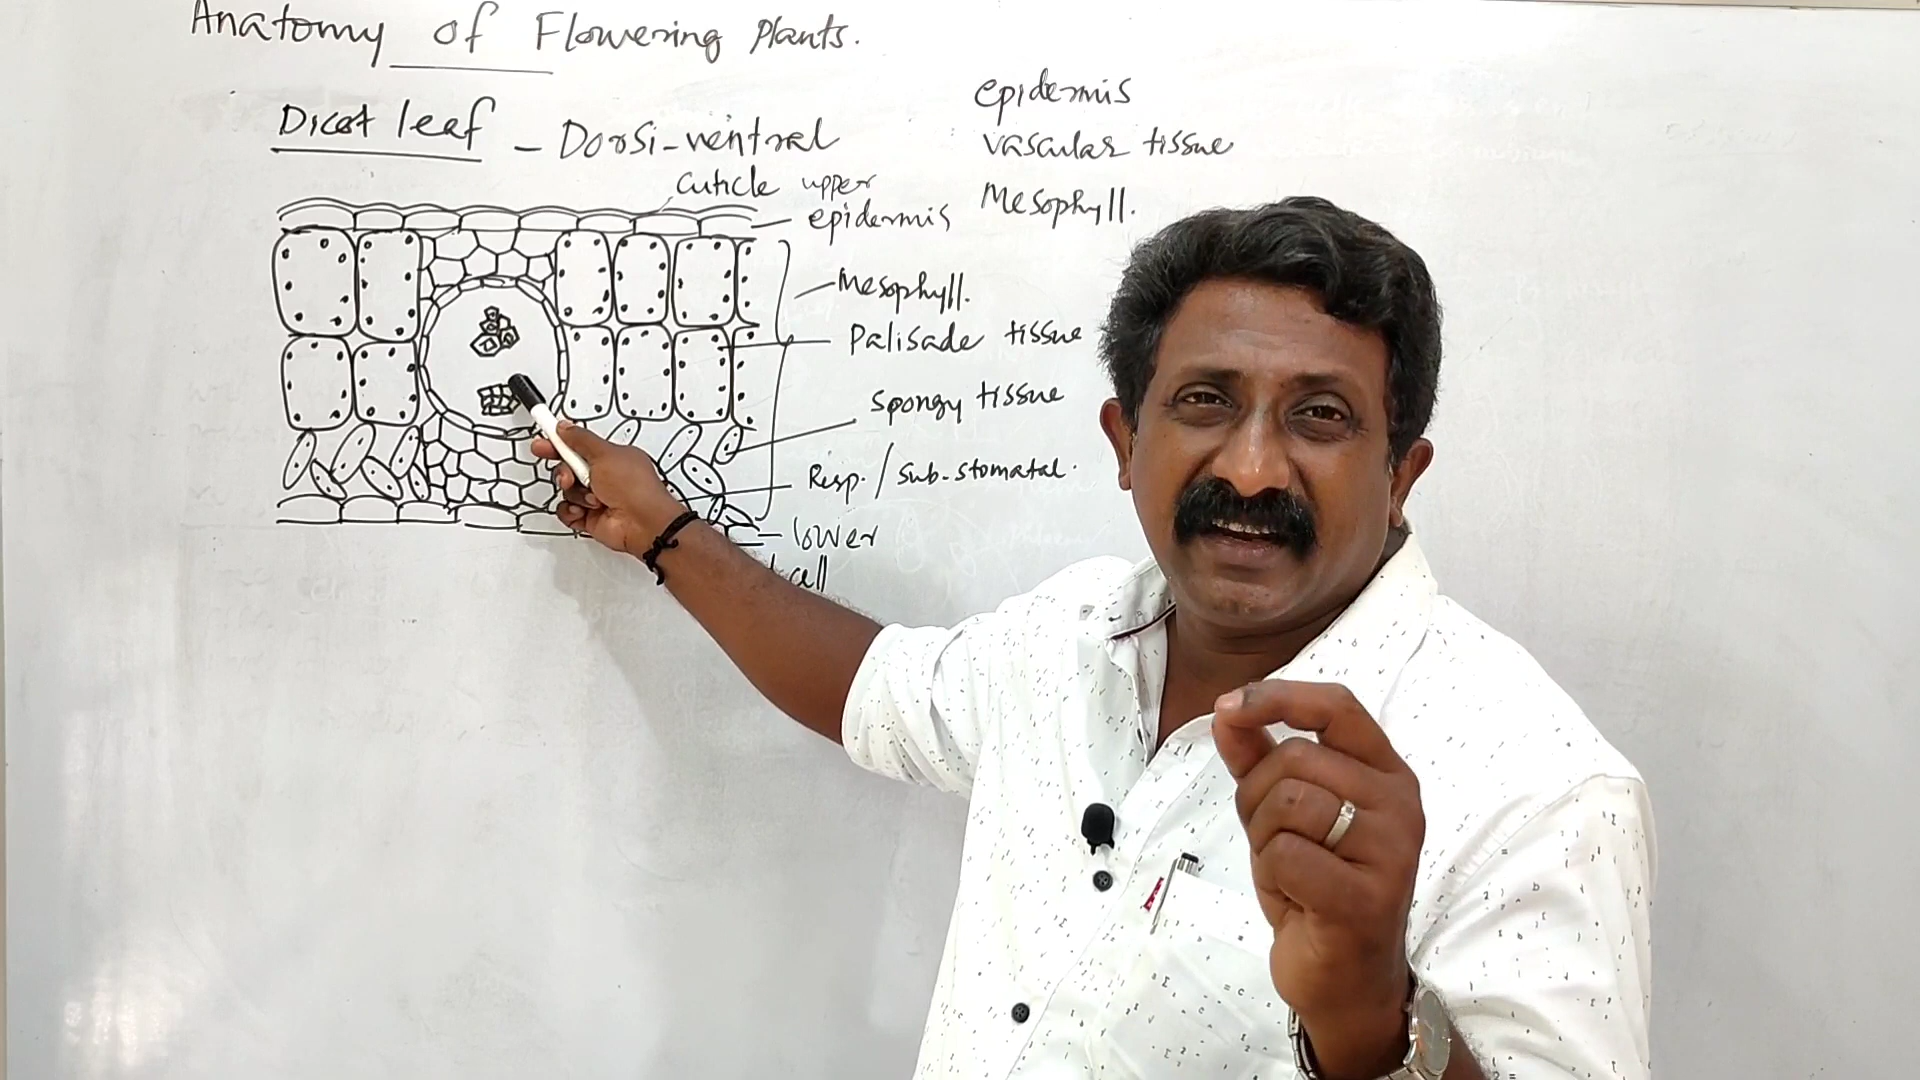 Anatomy of Flowering Plants.
Dicot leaf - Dorsi-ventral
epidermis
vascular tissue
Mesophyll.
cuticle upper
epidermis
Mesophyll.
Palisade tissue
Spongy tissue
Resp. / Sub-stomatal.
lower
cell